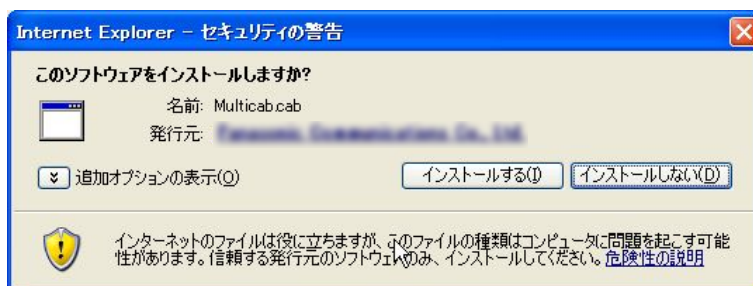 Internet Explorer - セキュリティの警告
このソフトウェアをインストールしますか?
名前: Multicab.cab
発行元:
追加オプションの表示(O)
インストールする(I)
インストールしない(D)
インターネットのファイルは役に立ちますが、このファイルの種類はコンピュータに問題を起こす可能
性があります。信頼する発行元のソフトウェアのみ、インストールしてください。危険性の説明